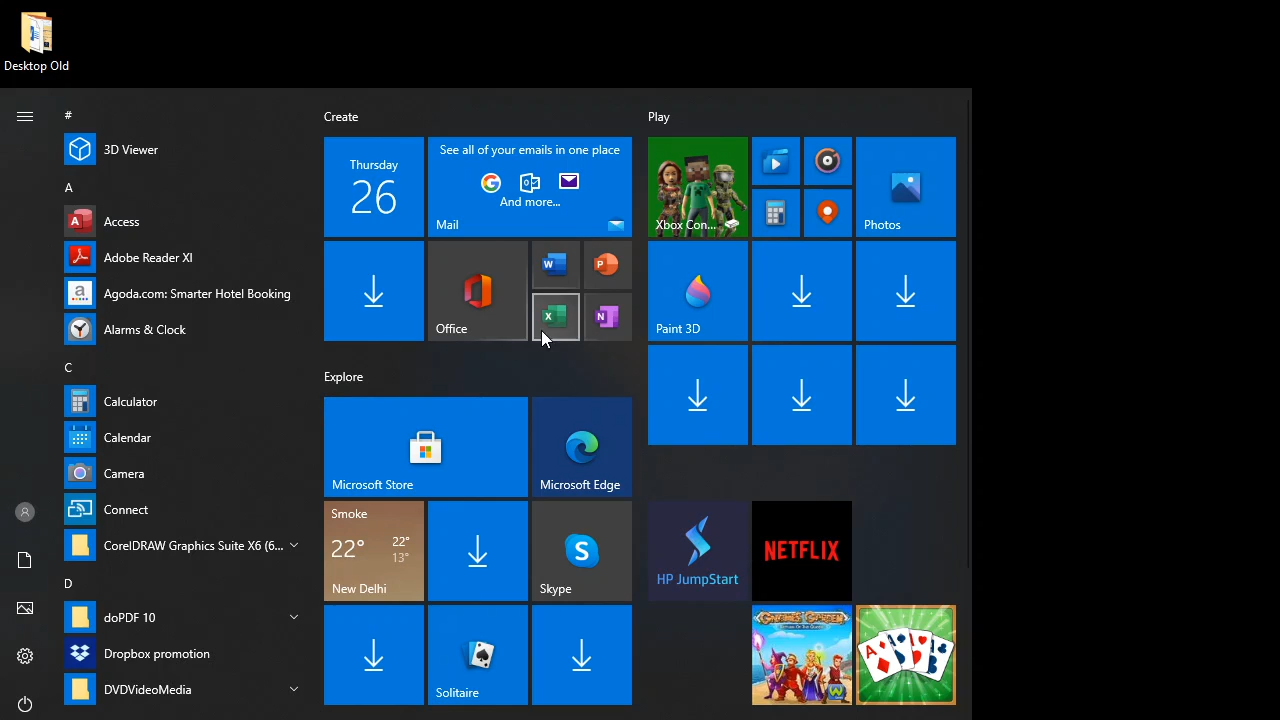 Desktop Old
#
3D Viewer
A
Access
Adobe Reader XI
Agoda.com: Smarter Hotel Booking
Alarms & Clock
C
Calculator
Calendar
Camera
Connect
CorelDRAW Graphics Suite X6 (6...
D
doPDF 10
Dropbox promotion
DVDVideoMedia
Create
Thursday
26
See all of your emails in one place
And more...
Mail
Office
Explore
Microsoft Store
Microsoft Edge
Smoke
22°
22°
13°
New Delhi
Skype
Solitaire
Play
Xbox Con...
Photos
Paint 3D
HP JumpStart
NETFLIX